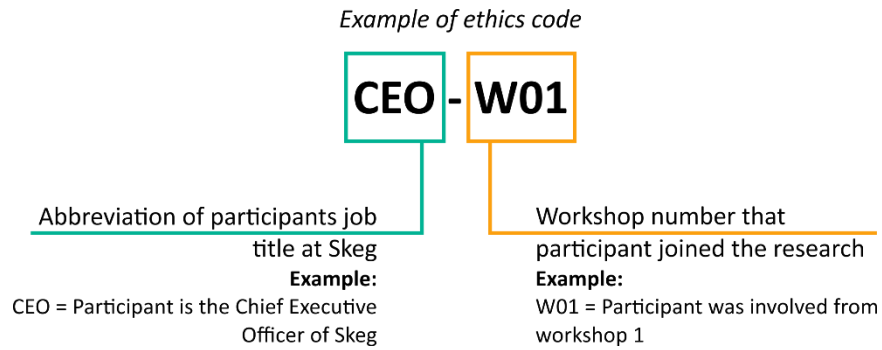 Example of ethics code
CEO - W01
Abbreviation of participants job
title at Skeg
Example:
CEO = Participant is the Chief Executive
Officer of Skeg
Workshop number that
participant joined the research
Example:
W01 = Participant was involved from
workshop 1